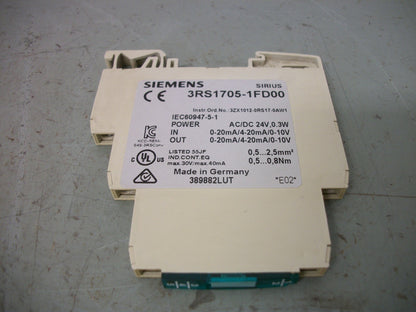 SIEMENS SIRIUS
CE 3RS1705-1FD00
Instr.Ord.No.: 3ZX1012-0RS17-0AW1
IEC60947-5-1
POWER AC/DC 24V,0.3W
IN 0-20mA/4-20mA/0-10V
OUT 0-20mA/4-20mA/0-10V
LISTED 55JF 0,5...2,5mm²
IND.CONT.EQ 0,5...0,8Nm
max.30V/max.40mA
Made in Germany
389882LUT *E02*